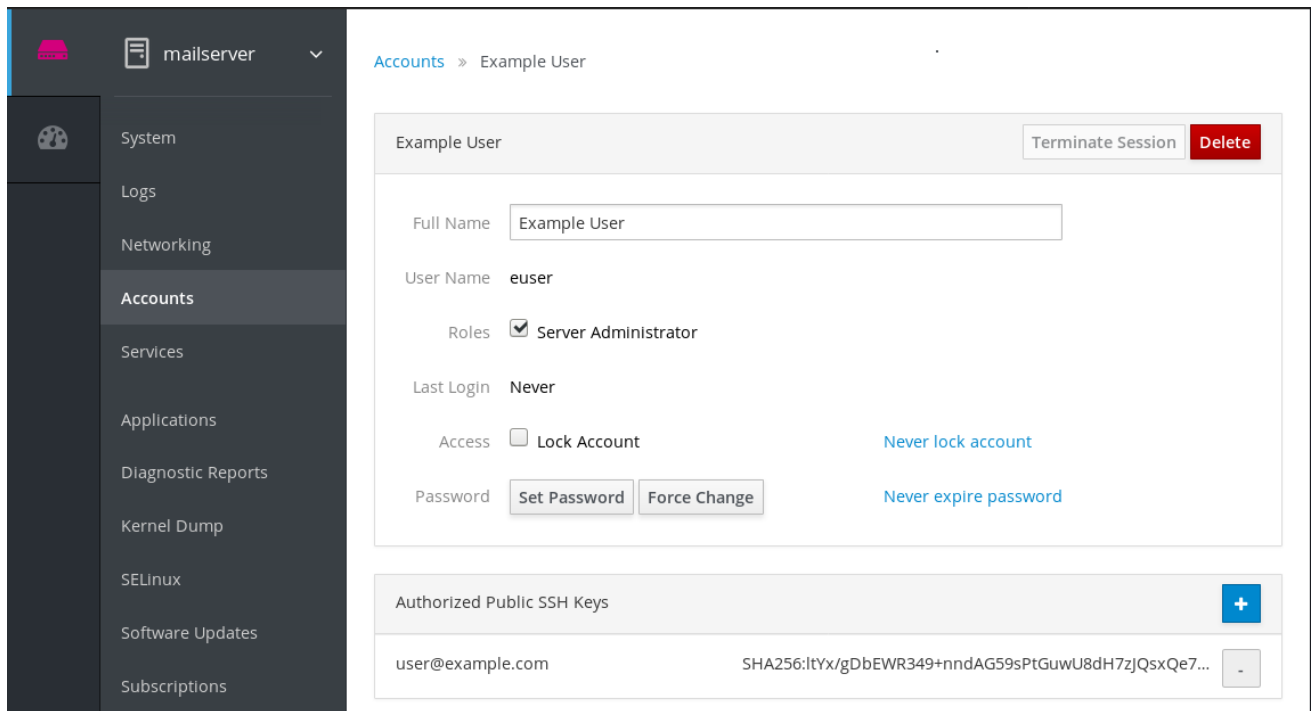 mailserver
System
Logs
Networking
Accounts
Services
Applications
Diagnostic Reports
Kernel Dump
SELinux
Software Updates
Subscriptions
Accounts » Example User
Example User Terminate Session Delete
Full Name Example User
User Name euser
Roles Server Administrator
Last Login Never
Access Lock Account Never lock account
Password Set Password Force Change Never expire password
Authorized Public SSH Keys +
user@example.com SHA256:ltYx/gDbEWR349+nndAG59sPtGuwU8dH7zJQsxQe7... -